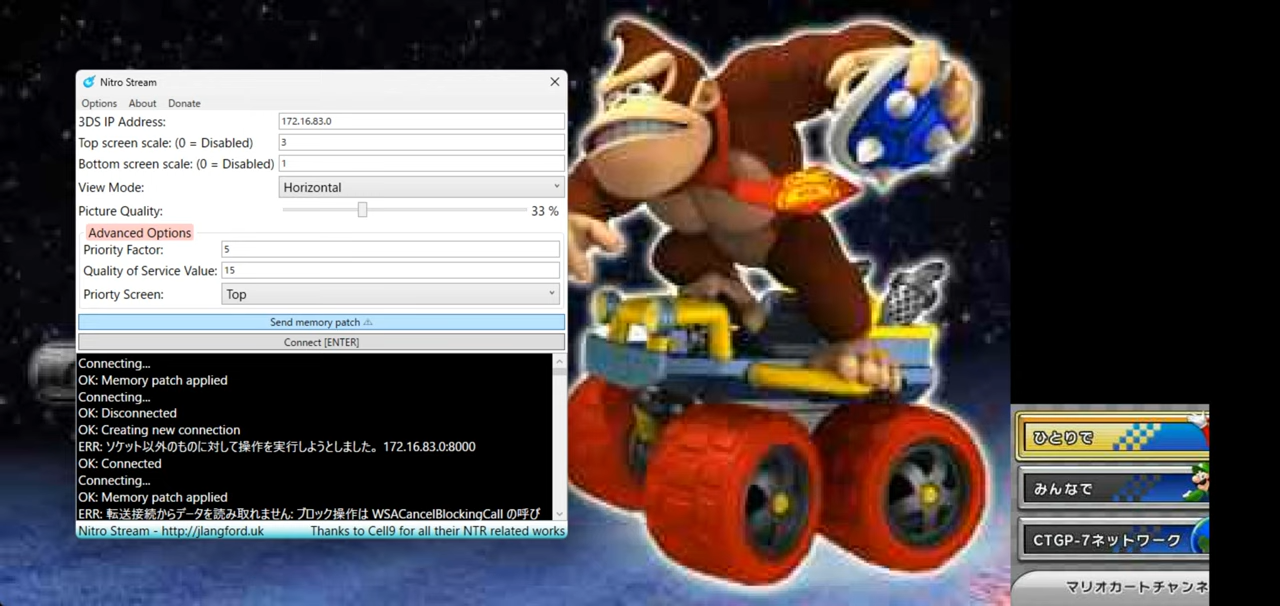 Nitro Stream
Options About Donate
3DS IP Address: 172.16.83.0
Top screen scale: (0 = Disabled) 3
Bottom screen scale: (0 = Disabled) 1
View Mode: Horizontal
Picture Quality: 33 %
Advanced Options
Priority Factor: 5
Quality of Service Value: 15
Priorty Screen: Top
Send memory patch ⚠
Connect [ENTER]
Connecting...
OK: Memory patch applied
Connecting...
OK: Disconnected
OK: Creating new connection
ERR: ソケット以外のものに対して操作を実行しようとしました。 172.16.83.0:8000
OK: Connected
Connecting...
OK: Memory patch applied
ERR: 転送接続からデータを読み取れません: ブロック操作は WSACancelBlockingCall の呼び
Nitro Stream - http://jlangford.uk Thanks to Cell9 for all their NTR related works
ひとりで
みんなで
CTGP-7ネットワーク
マリオカートチャンネ